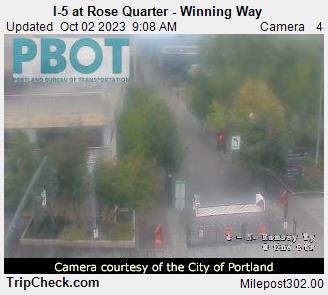 I-5 at Rose Quarter - Winning Way
Updated Oct 02 2023 9:08 AM Camera 4
PBOT
PORTLAND BUREAU OF TRANSPORTATION
Camera courtesy of the City of Portland
TripCheck.com Milepost302.00